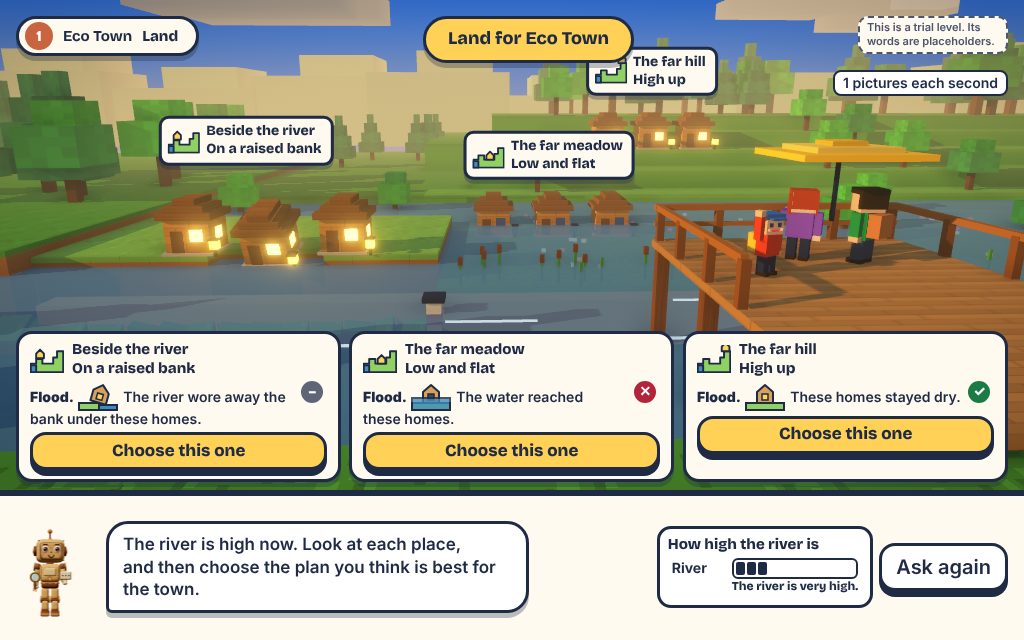 1 Eco Town Land
Land for Eco Town
This is a trial level. Its
words are placeholders.
1 pictures each second
The far hill
High up
Beside the river
On a raised bank
The far meadow
Low and flat
Beside the river
On a raised bank
Flood. The river wore away the
bank under these homes.
Choose this one
The far meadow
Low and flat
Flood. The water reached
these homes.
Choose this one
The far hill
High up
Flood. These homes stayed dry.
Choose this one
The river is high now. Look at each place,
and then choose the plan you think is best for
the town.
How high the river is
River
The river is very high.
Ask again